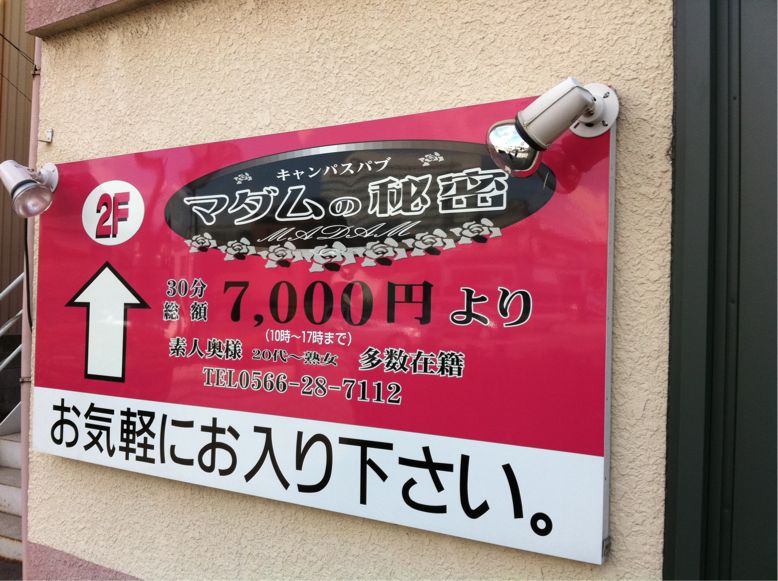 2F
キャンパスパブ
マダムの秘密
MADAM
30分
総額
7,000円より
(10時〜17時まで)
素人奥様 20代〜熟女 多数在籍
TEL0566-28-7112
お気軽にお入り下さい。